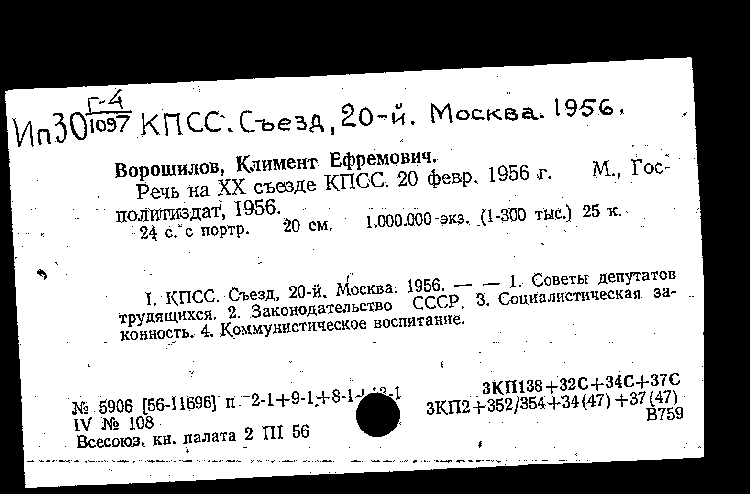 Г-4
Ип30 1097 КПСС. Съезд, 20-й. Москва. 1956.
Ворошилов, Климент Ефремович.
Речь на XX съезде КПСС. 20 февр. 1956 г. М., Гос-
политиздат, 1956.
24 с. с портр. 20 см. 1.000.000 экз. (1-300 тыс.) 25 к.
I. КПСС. Съезд, 20-й. Москва. 1956. — — 1. Советы депутатов
трудящихся. 2. Законодательство СССР. 3. Социалистическая за-
конность. 4. Коммунистическое воспитание.
№ 5906 [56-11696] п. 2-1+9-1+8-1
3КП138+32С+34С+37С
IV № 108
3КП2+352/354+34(47)+37(47)
Всесоюз. кн. палата 2 III 56
В759